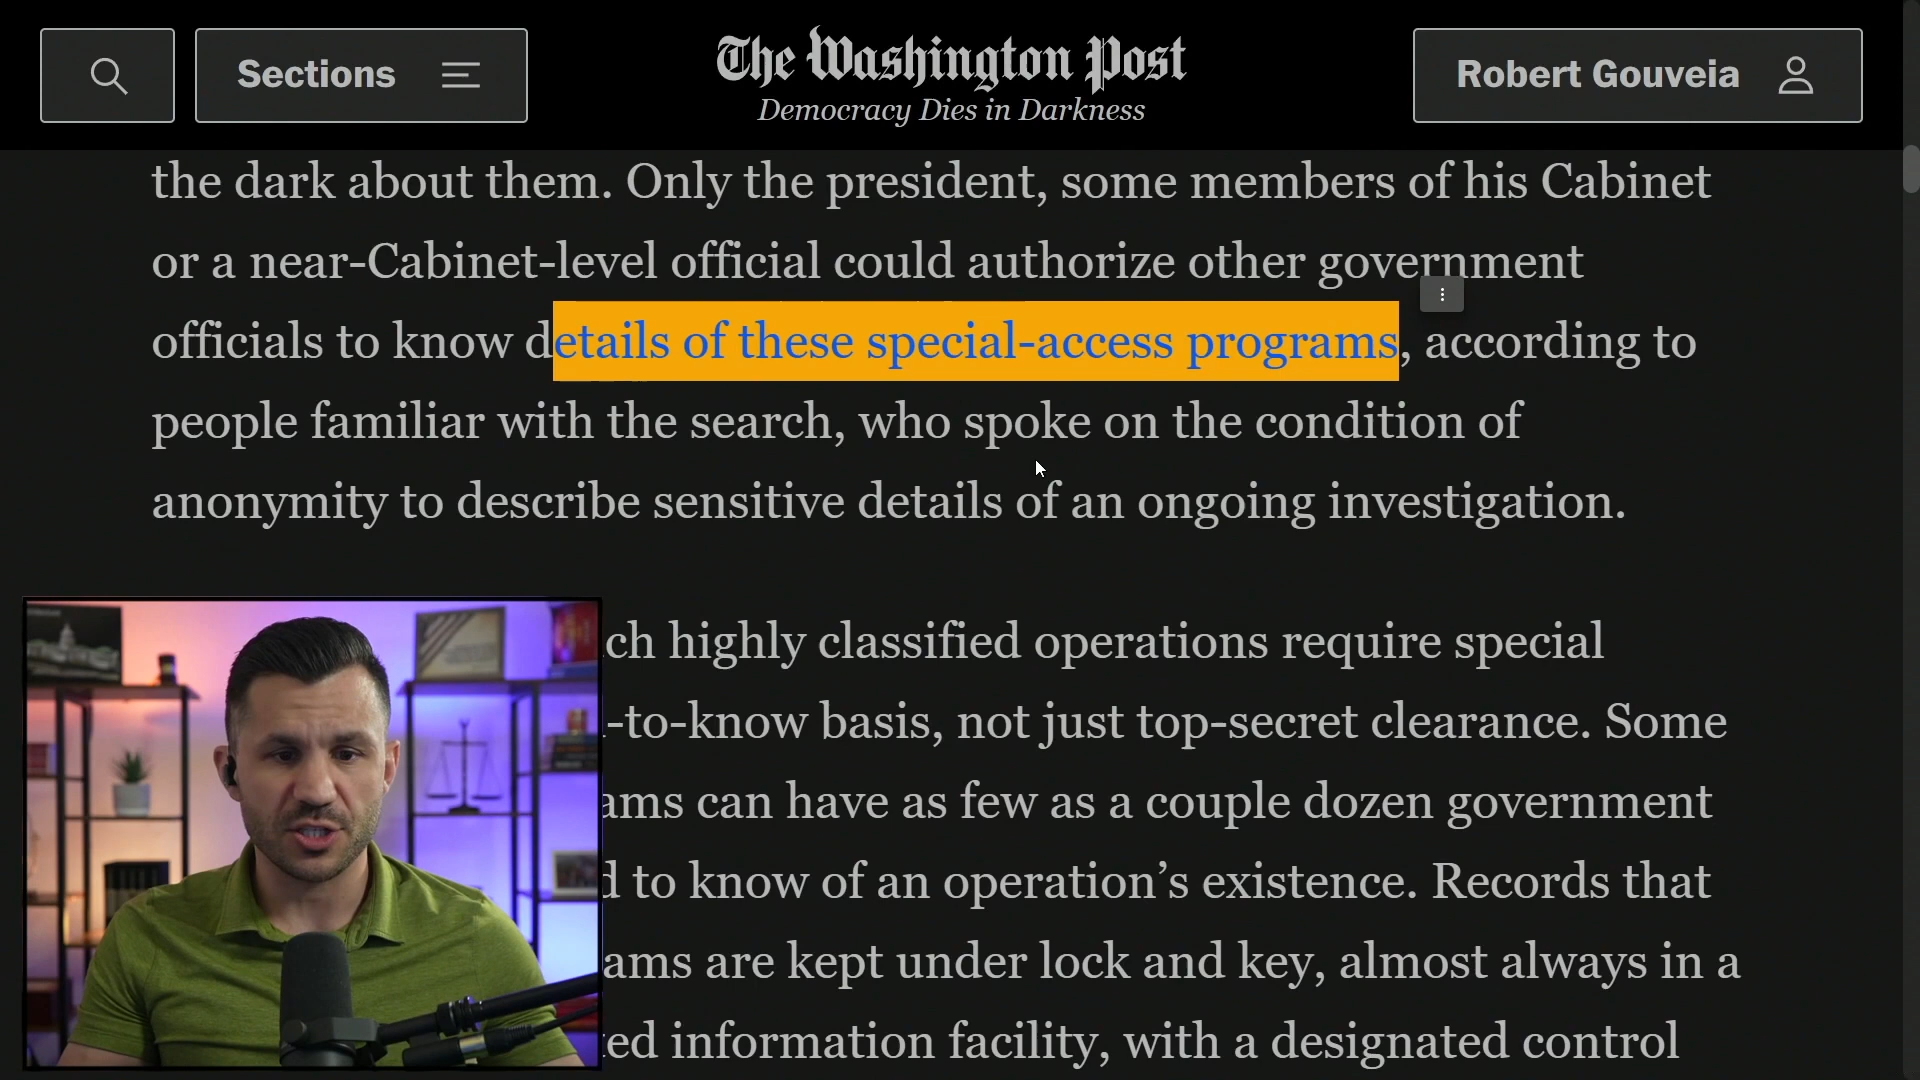 Sections
The Washington Post
Democracy Dies in Darkness
Robert Gouveia
the dark about them. Only the president, some members of his Cabinet
or a near-Cabinet-level official could authorize other government
officials to know details of these special-access programs, according to
people familiar with the search, who spoke on the condition of
anonymity to describe sensitive details of an ongoing investigation.
ch highly classified operations require special
-to-know basis, not just top-secret clearance. Some
ams can have as few as a couple dozen government
d to know of an operation’s existence. Records that
ams are kept under lock and key, almost always in a
ted information facility, with a designated control